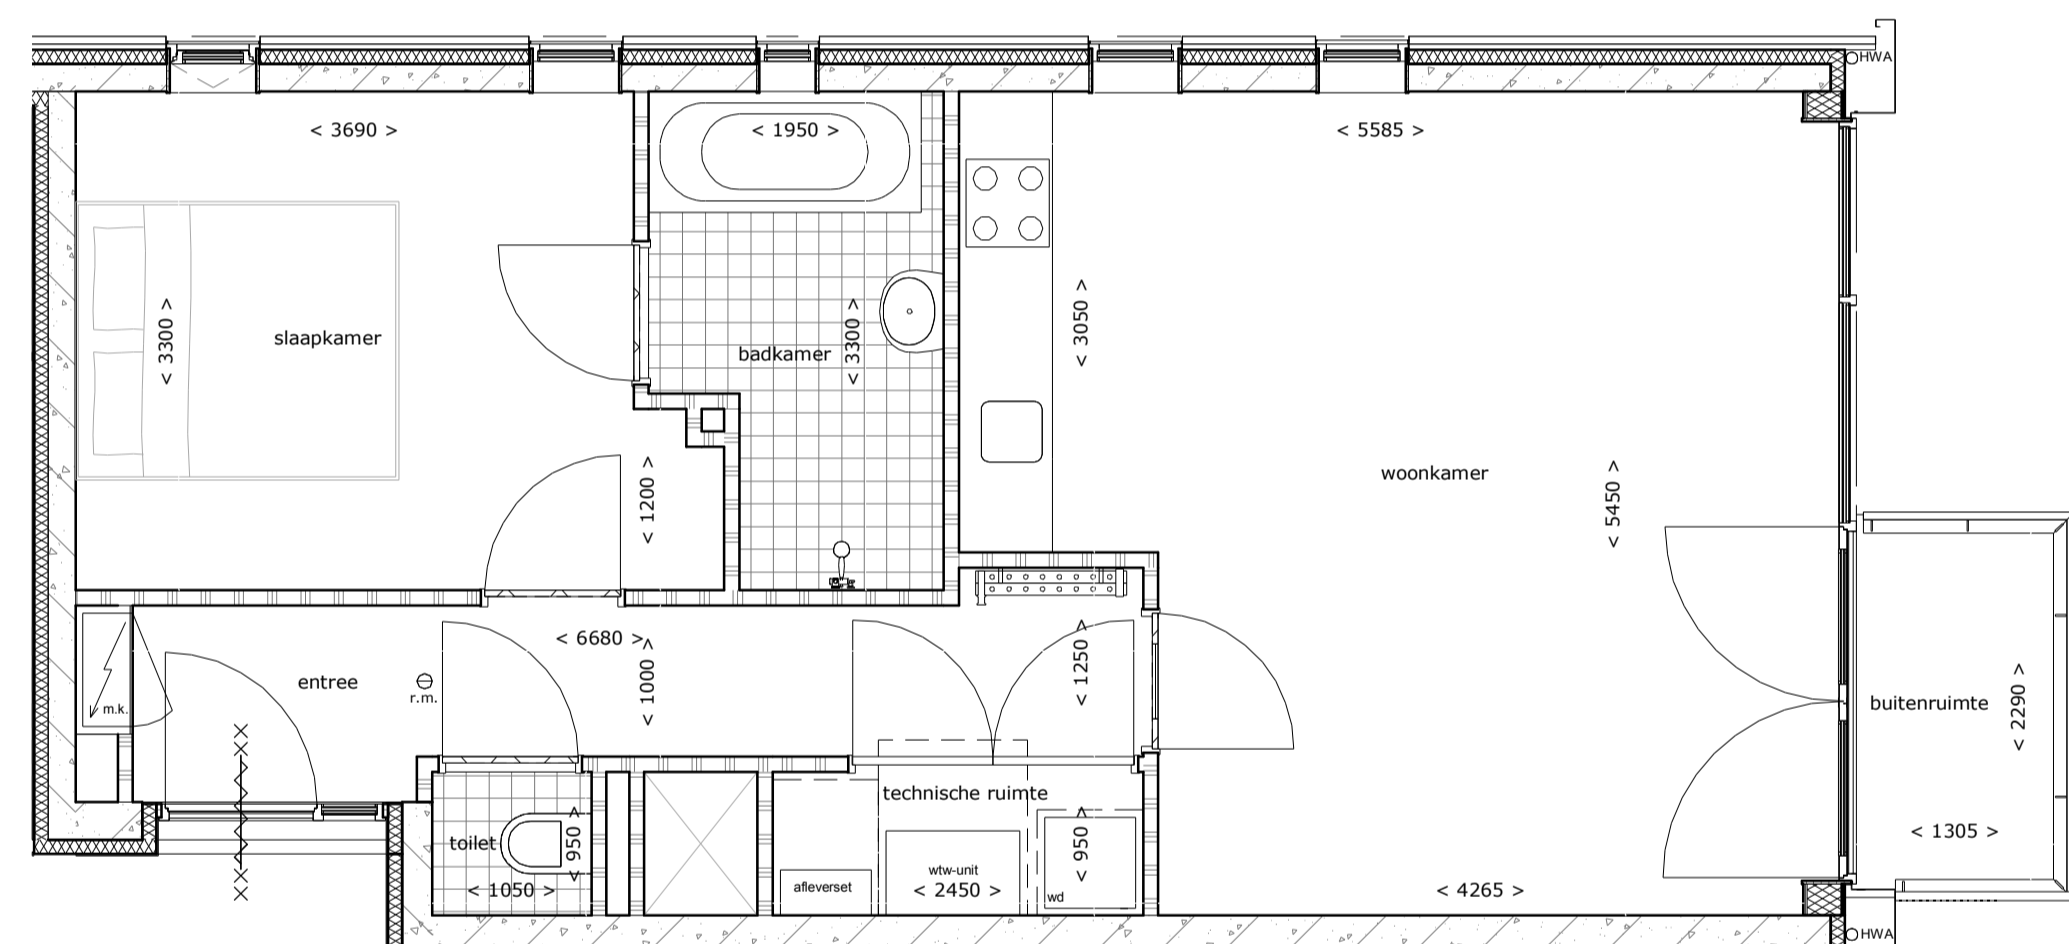 HWA
< 3690 >
< 1950 >
< 5585 >
< 3300 >
slaapkamer
badkamer
< 3300 >
< 3050 >
woonkamer
< 5450 >
< 1200 >
< 6680 >
< 1000 >
< 1250 >
entree
r.m.
m.k.
buitenruimte
< 2290 >
technische ruimte
toilet
< 950 >
< 1050 >
afleverset
wtw-unit
< 2450 >
< 950 >
wd
< 4265 >
< 1305 >
HWA